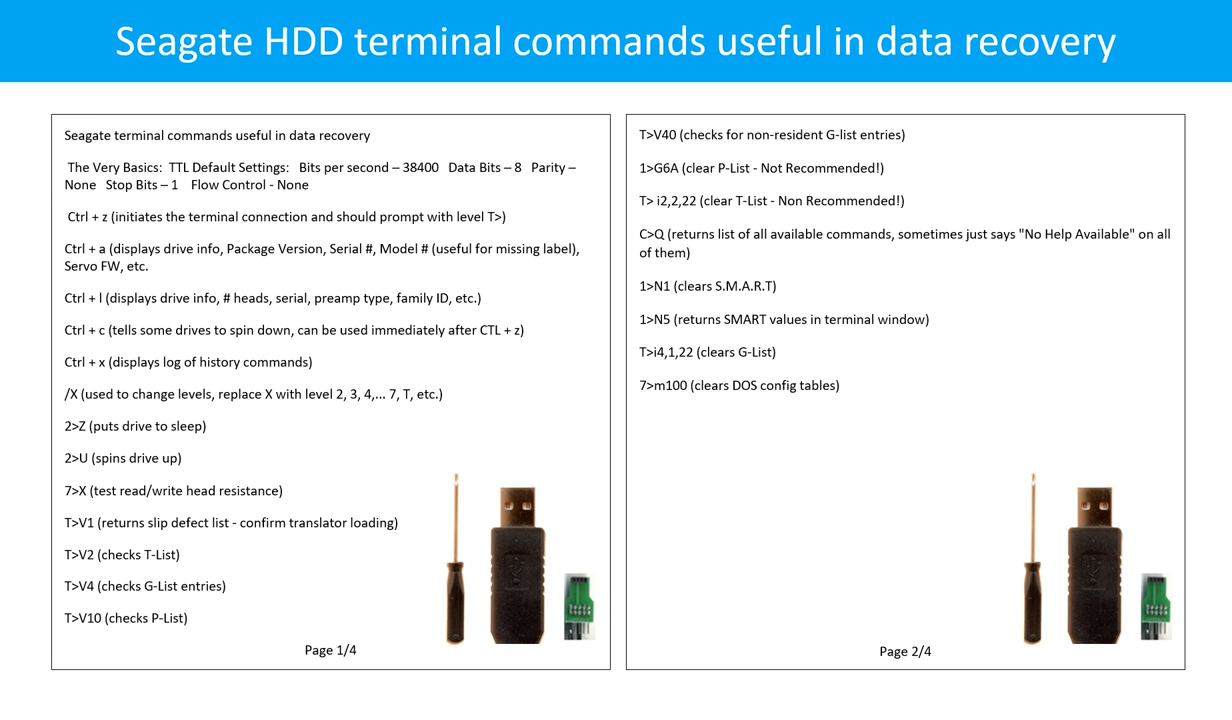 Seagate HDD terminal commands useful in data recovery
Seagate terminal commands useful in data recovery
The Very Basics: TTL Default Settings: Bits per second – 38400 Data Bits – 8 Parity –
None Stop Bits – 1 Flow Control - None
Ctrl + z (initiates the terminal connection and should prompt with level T>)
Ctrl + a (displays drive info, Package Version, Serial #, Model # (useful for missing label),
Servo FW, etc.
Ctrl + l (displays drive info, # heads, serial, preamp type, family ID, etc.)
Ctrl + c (tells some drives to spin down, can be used immediately after CTL + z)
Ctrl + x (displays log of history commands)
/X (used to change levels, replace X with level 2, 3, 4,... 7, T, etc.)
2>Z (puts drive to sleep)
2>U (spins drive up)
7>X (test read/write head resistance)
T>V1 (returns slip defect list - confirm translator loading)
T>V2 (checks T-List)
T>V4 (checks G-List entries)
T>V10 (checks P-List)
Page 1/4
T>V40 (checks for non-resident G-list entries)
1>G6A (clear P-List - Not Recommended!)
T> i2,2,22 (clear T-List - Non Recommended!)
C>Q (returns list of all available commands, sometimes just says "No Help Available" on all
of them)
1>N1 (clears S.M.A.R.T)
1>N5 (returns SMART values in terminal window)
T>i4,1,22 (clears G-List)
7>m100 (clears DOS config tables)
Page 2/4